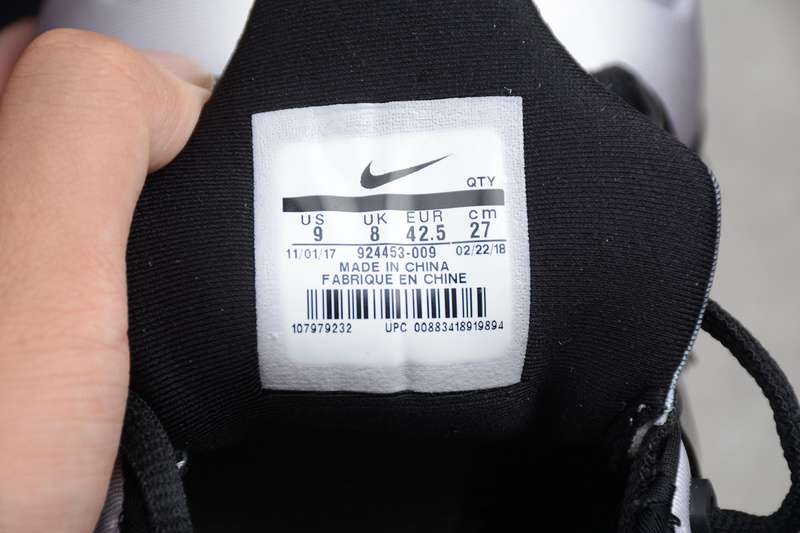 QTY
US UK EUR cm
9 8 42.5 27
11/01/17 924453-009 02/22/18
MADE IN CHINA
FABRIQUE EN CHINE
107979232 UPC 00883418919894